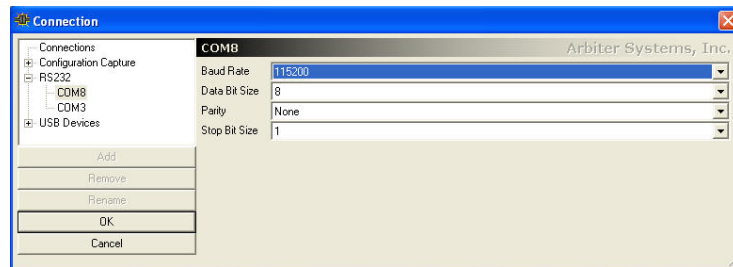 Connection
Connections
Configuration Capture
RS232
COM8
COM3
USB Devices
Add
Remove
Rename
OK
Cancel
COM8
Arbiter Systems, Inc.
Baud Rate 115200
Data Bit Size 8
Parity None
Stop Bit Size 1